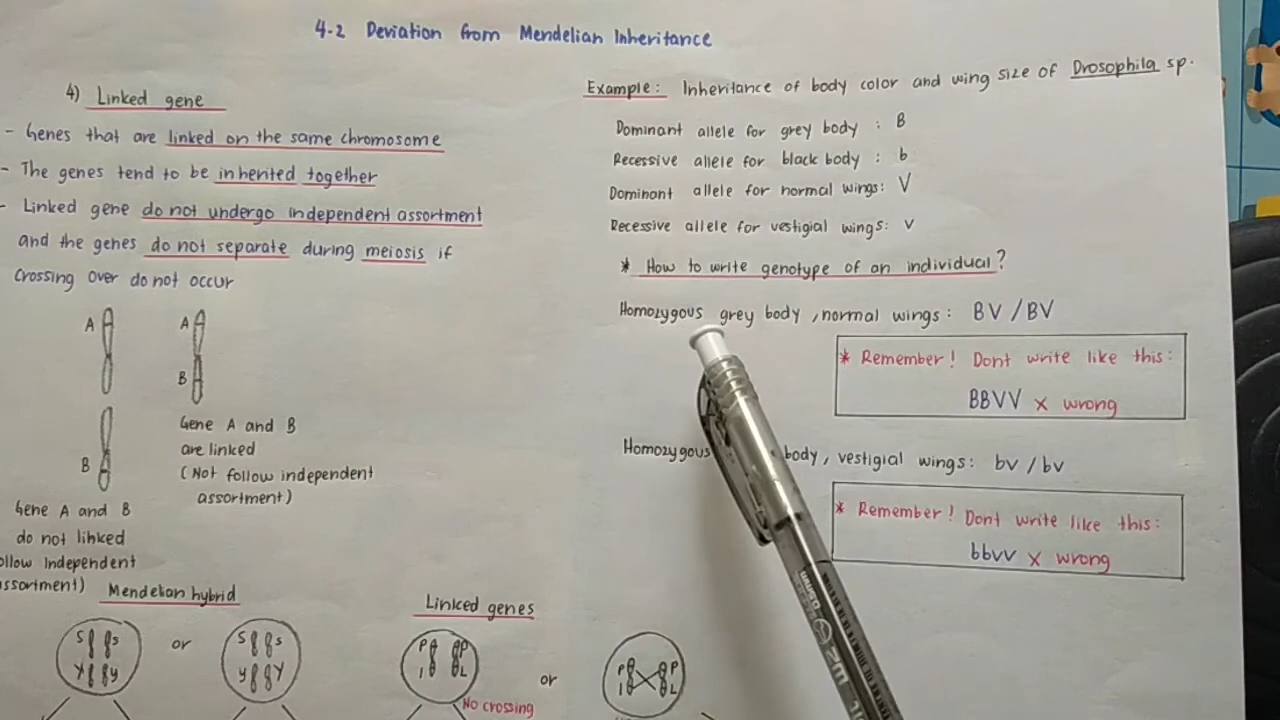 4.2 Deviation from Mendelian Inheritance
4) Linked gene
- Genes that are linked on the same chromosome
- The genes tend to be inherited together
- Linked gene do not undergo independent assortment
and the genes do not separate during meiosis if
crossing over do not occur
A
B
Gene A and B
do not linked
ollow Independent
ssortment)
A
B
Gene A and B
are linked
(Not follow independent
assortment)
Mendelian hybrid
S s
Y y
or
S s
y Y
Linked genes
P P
l L
No crossing
or
P P
l L
Example: Inheritance of body color and wing size of Drosophila sp.
Dominant allele for grey body : B
Recessive allele for black body : b
Dominant allele for normal wings: V
Recessive allele for vestigial wings: v
* How to write genotype of an individual?
Homozygous grey body, normal wings: BV / BV
* Remember! Dont write like this:
BBVV x wrong
Homozygous body, vestigial wings: bv / bv
* Remember! Dont write like this:
bbvv x wrong